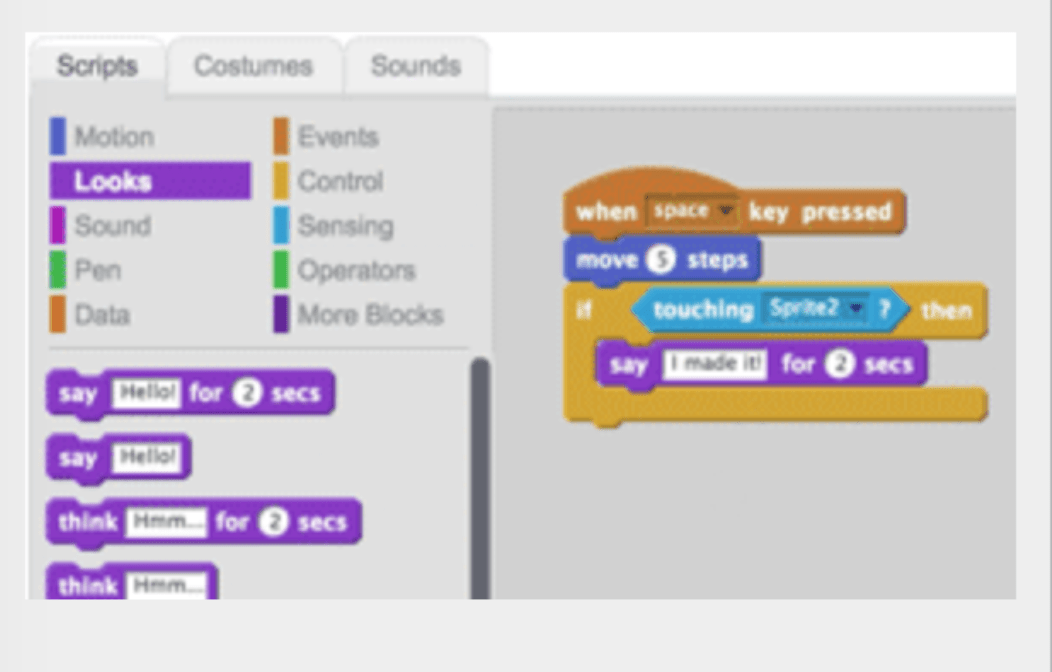 Scripts Costumes Sounds
Motion Events
Looks Control
Sound Sensing
Pen Operators
Data More Blocks
say Hello! for 2 secs
say Hello!
think Hmm... for 2 secs
think Hmm...
when space key pressed
move 5 steps
if touching Sprite2 ? then
say I made it! for 2 secs